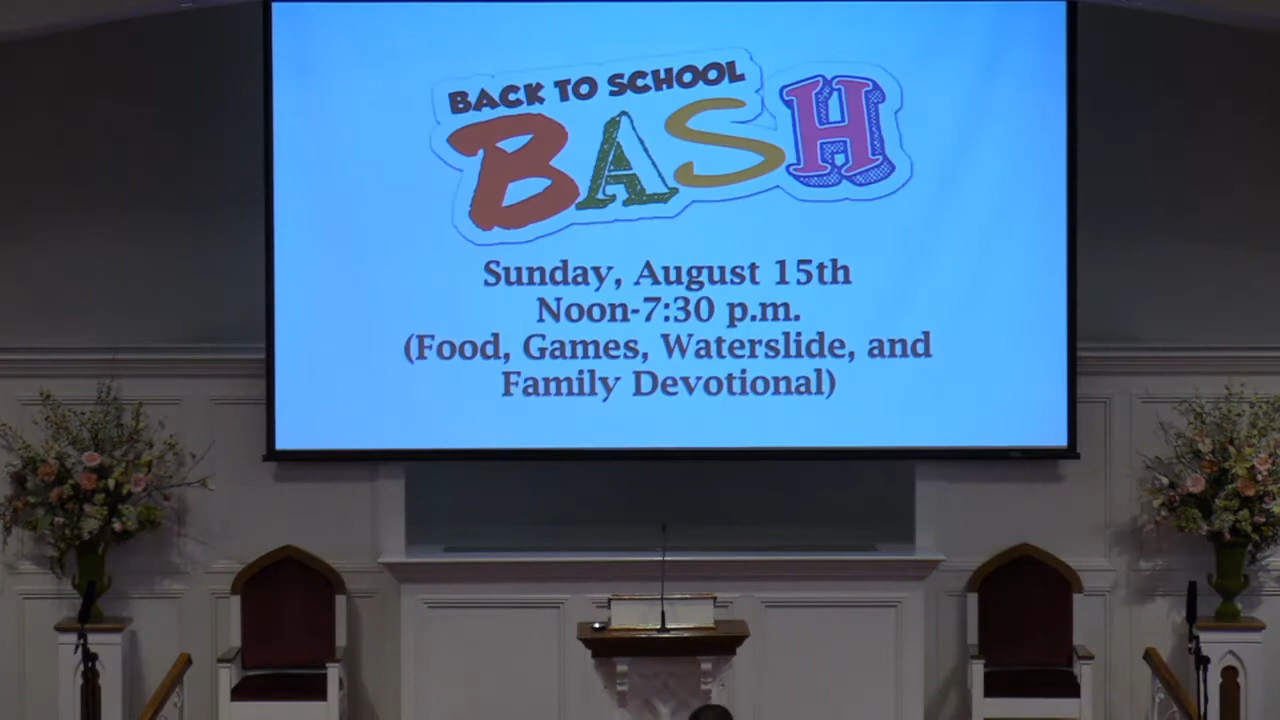 BACK TO SCHOOL
BASH
Sunday, August 15th
Noon-7:30 p.m.
(Food, Games, Waterslide, and
Family Devotional)